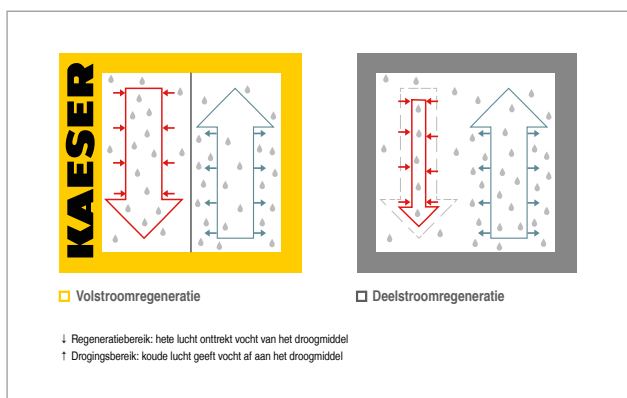 KAESER
Volstroomregeneratie
Deelstroomregeneratie
↓ Regeneratiebereik: hete lucht onttrekt vocht van het droogmiddel
↑ Drogingsbereik: koude lucht geeft vocht af aan het droogmiddel